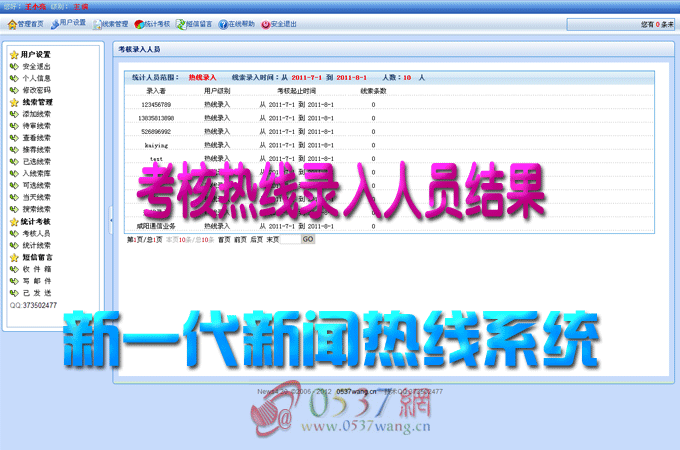 您好: 王小鸣 级别: 主编
管理首页 用户设置 线索管理 统计考核 短信留言 在线帮助 安全退出
您有 0 条未
用户设置
安全退出
个人信息
修改密码
线索管理
添加线索
待审线索
查看线索
推荐线索
已选线索
入线索库
可选线索
当天线索
搜索线索
统计考核
考核人员
统计线索
短信留言
收 件 箱
写 邮 件
已 发 送
QQ:373502477
考核录入人员
统计人员范围: 热线录入 线索录入时间:从 2011-7-1 到 2011-8-1 人数:10 人
录入者 用户级别 考核起止时间 线索条数
123456789 热线录入 从 2011-7-1 到 2011-8-1 0
13835813898 热线录入 从 2011-7-1 到 2011-8-1 0
526896992 热线录入 从 2011-7-1 到 2011-8-1 0
kaiying 热线录入 从 2011-7-1 到 2011-8-1 0
text 热线录入 从 2011-7-1 到 2011-8-1 0
考核热线录入人员结果
咸阳通信业务 热线录入 从 2011-7-1 到 2011-8-1 0
第1页/总1页 本页10条/总10条 首页 前页 后页 末页 GO
新一代新闻热线系统
©2006 - 2012 0537wang.cn
0537網
www.0537wang.cn